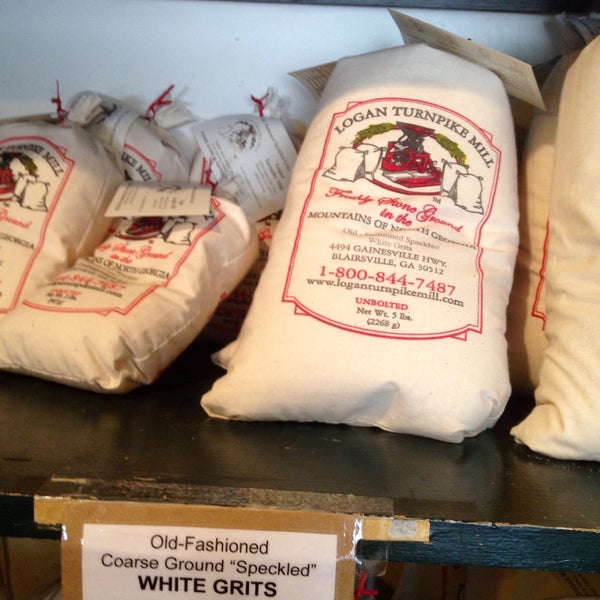 LOGAN TURNPIKE MILL
Freshly Stone Ground
in the
MOUNTAINS OF NORTH GEORGIA
Old - Fashioned Speckled
White Grits
4494 GAINESVILLE HWY.
BLAIRSVILLE, GA 30512
1-800-844-7487
www.loganturnpikemill.com
UNBOLTED
Net Wt. 5 lbs.
(2268 g)
Old-Fashioned
Coarse Ground "Speckled"
WHITE GRITS